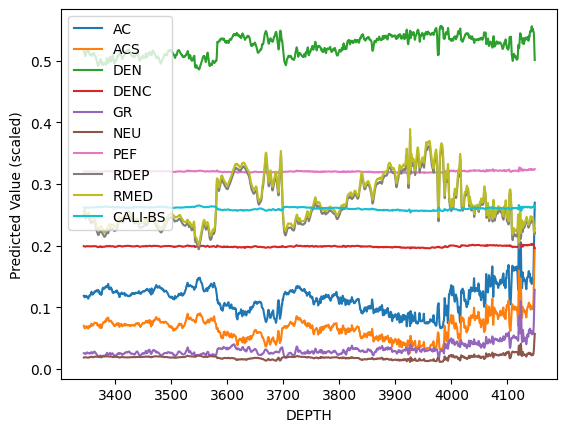 AC
ACS
DEN
DENC
GR
NEU
PEF
RDEP
RMED
CALI-BS
Predicted Value (scaled)
0.5
0.4
0.3
0.2
0.1
0.0
3400 3500 3600 3700 3800 3900 4000 4100
DEPTH